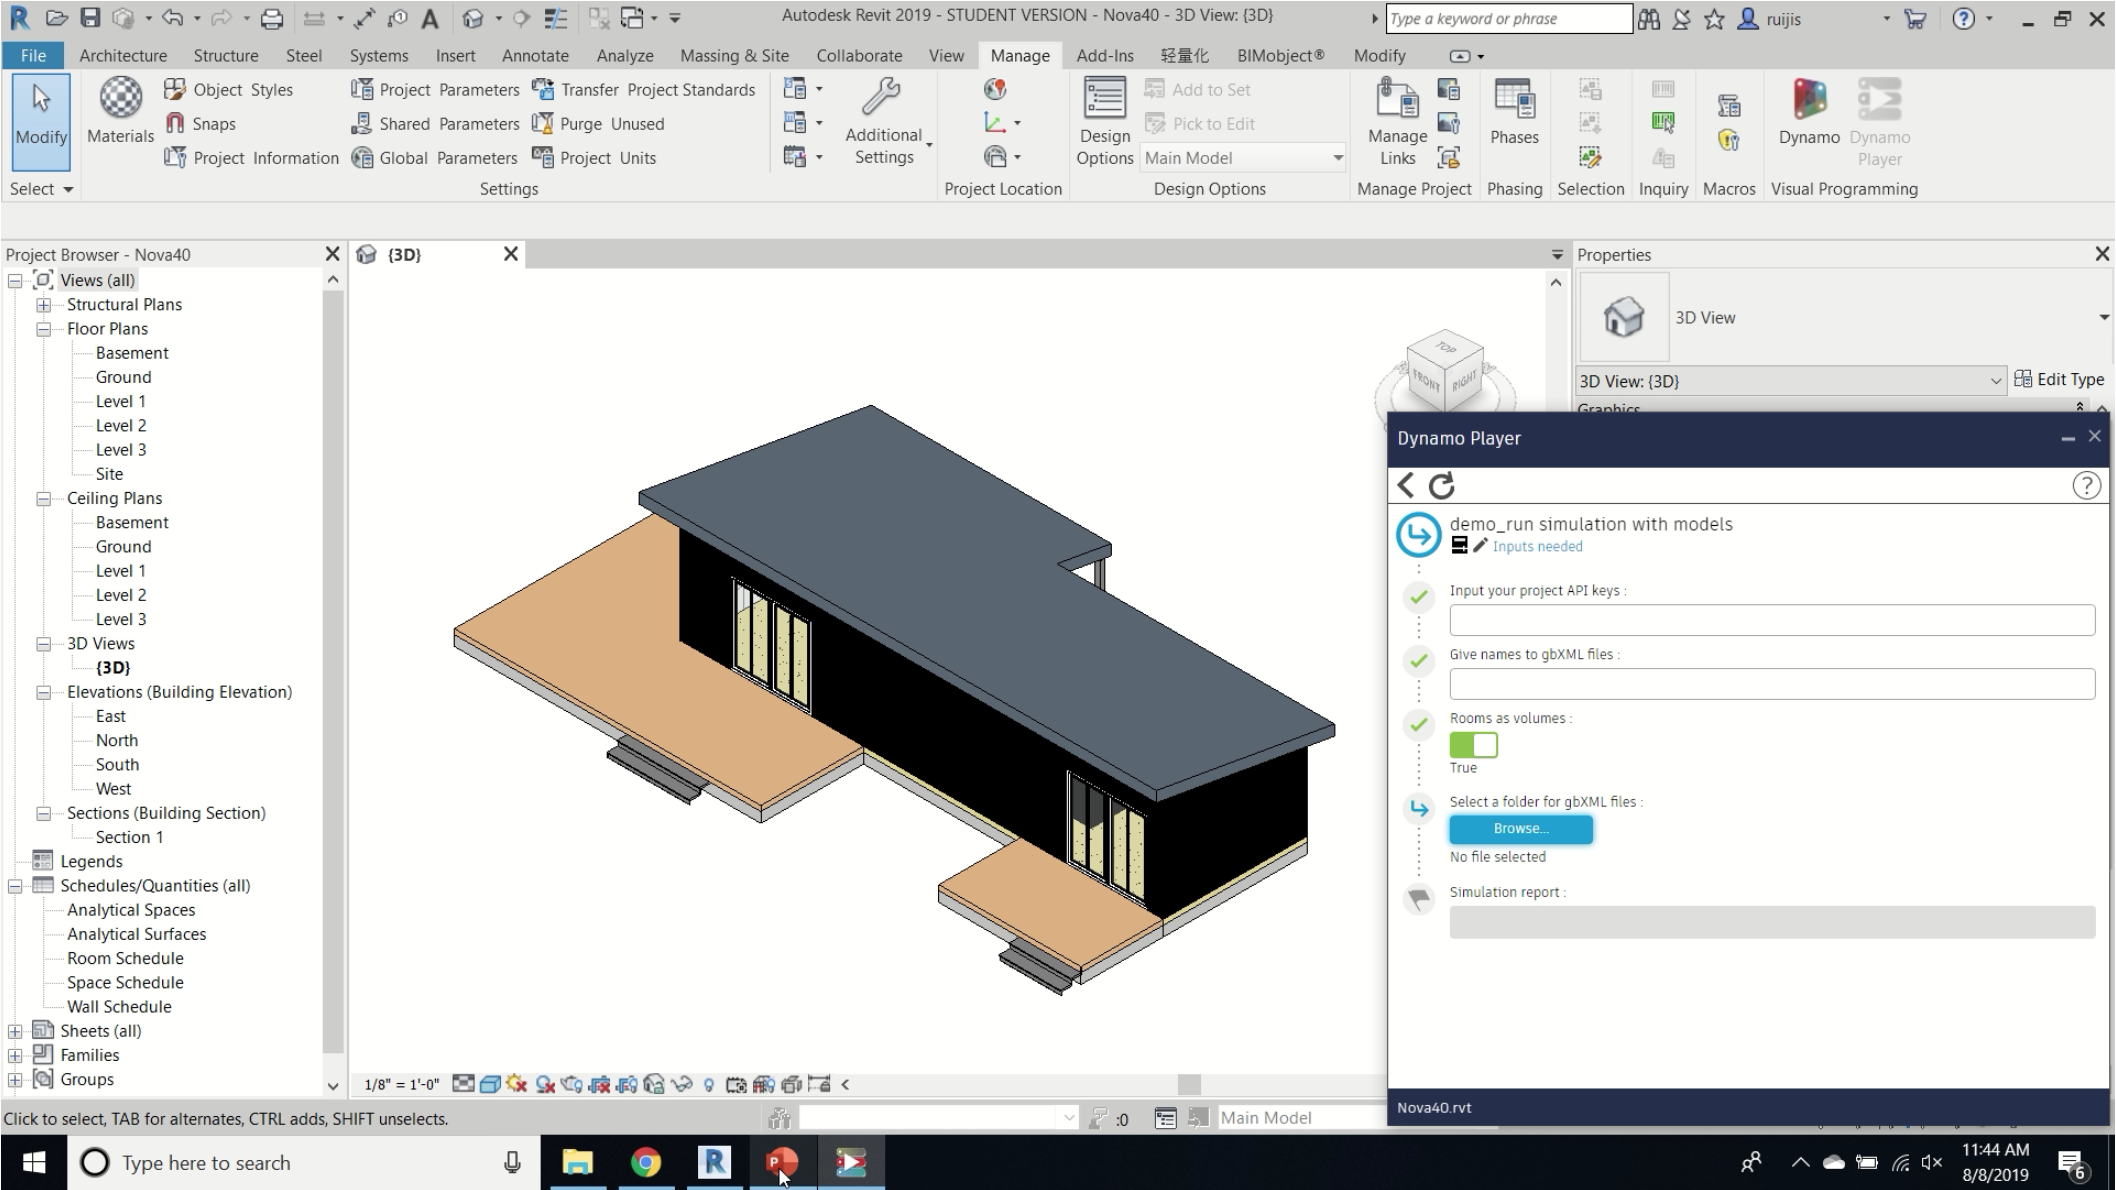 Autodesk Revit 2019 - STUDENT VERSION - Nova40 - 3D View: {3D}
Type a keyword or phrase
ruijis
File
Architecture
Structure
Steel
Systems
Insert
Annotate
Analyze
Massing & Site
Collaborate
View
Manage
Add-Ins
轻量化
BIMobject®
Modify
Modify
Materials
Object Styles
Snaps
Project Information
Project Parameters
Shared Parameters
Global Parameters
Transfer Project Standards
Purge Unused
Project Units
Additional
Settings
Design
Options
Add to Set
Pick to Edit
Main Model
Manage
Links
Phases
Dynamo
Dynamo
Player
Select
Settings
Project Location
Design Options
Manage Project
Phasing
Selection
Inquiry
Macros
Visual Programming
Project Browser - Nova40
Views (all)
Structural Plans
Floor Plans
Basement
Ground
Level 1
Level 2
Level 3
Site
Ceiling Plans
Basement
Ground
Level 1
Level 2
Level 3
3D Views
{3D}
Elevations (Building Elevation)
East
North
South
West
Sections (Building Section)
Section 1
Legends
Schedules/Quantities (all)
Analytical Spaces
Analytical Surfaces
Room Schedule
Space Schedule
Wall Schedule
Sheets (all)
Families
Groups
{3D}
TOP
FRONT
RIGHT
1/8" = 1'-0"
Properties
3D View
3D View: {3D}
Edit Type
Graphics
Dynamo Player
demo_run simulation with models
Inputs needed
Input your project API keys :
Give names to gbXML files :
Rooms as volumes :
True
Select a folder for gbXML files :
Browse...
No file selected
Simulation report :
Nova40.rvt
Click to select, TAB for alternates, CTRL adds, SHIFT unselects.
:0
Main Model
Type here to search
11:44 AM
8/8/2019
6